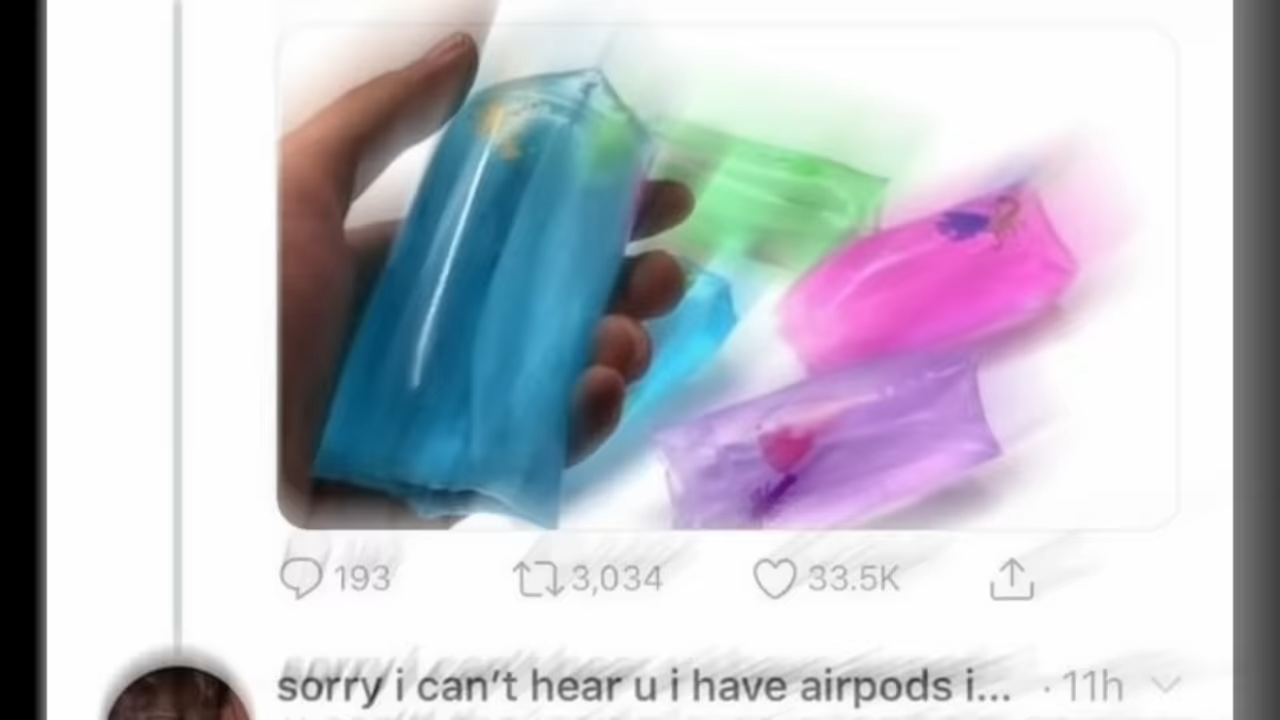 193 3,034 33.5K
sorry i can’t hear u i have airpods i... · 11h